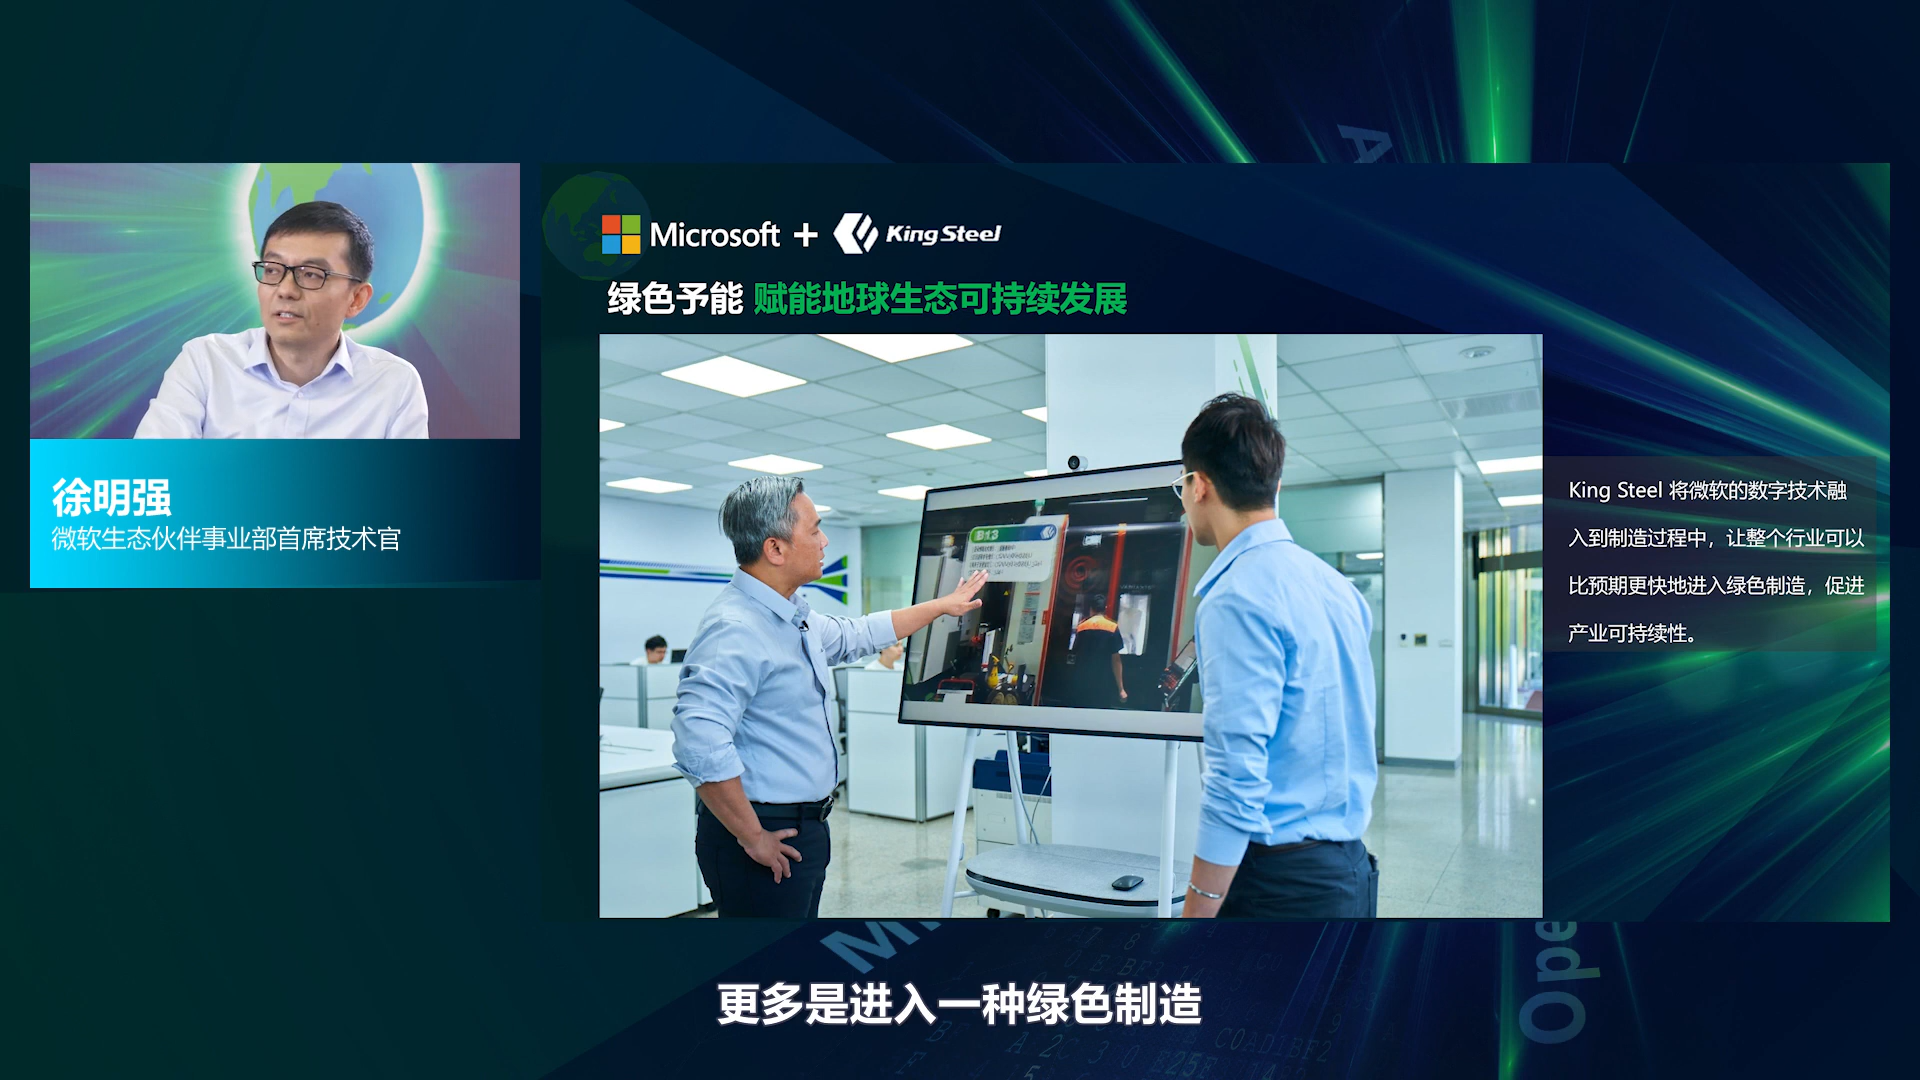 Microsoft + King Steel
绿色予能 赋能地球生态可持续发展
徐明强
微软生态伙伴事业部首席技术官
King Steel 将微软的数字技术融
入到制造过程中，让整个行业可以
比预期更快地进入绿色制造，促进
产业可持续性。
更多是进入一种绿色制造